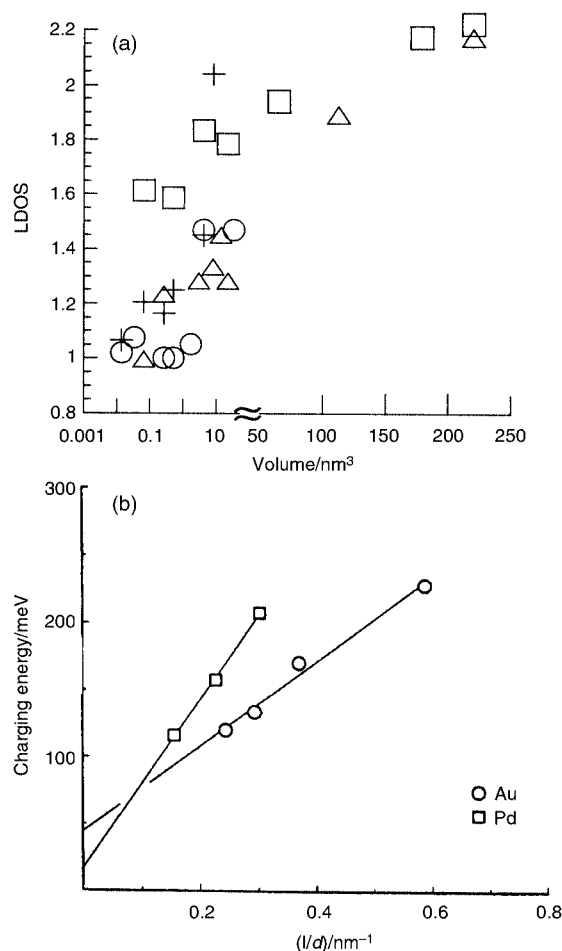 (a)
2.2
2
1.8
1.6
1.4
1.2
1
0.8
LDOS
0.001 0.1 10 50 100 150 200 250
Volume/nm³
(b)
300
200
100
Charging energy/meV
Au
Pd
0.2 0.4 0.6 0.8
(l/d)/nm⁻¹